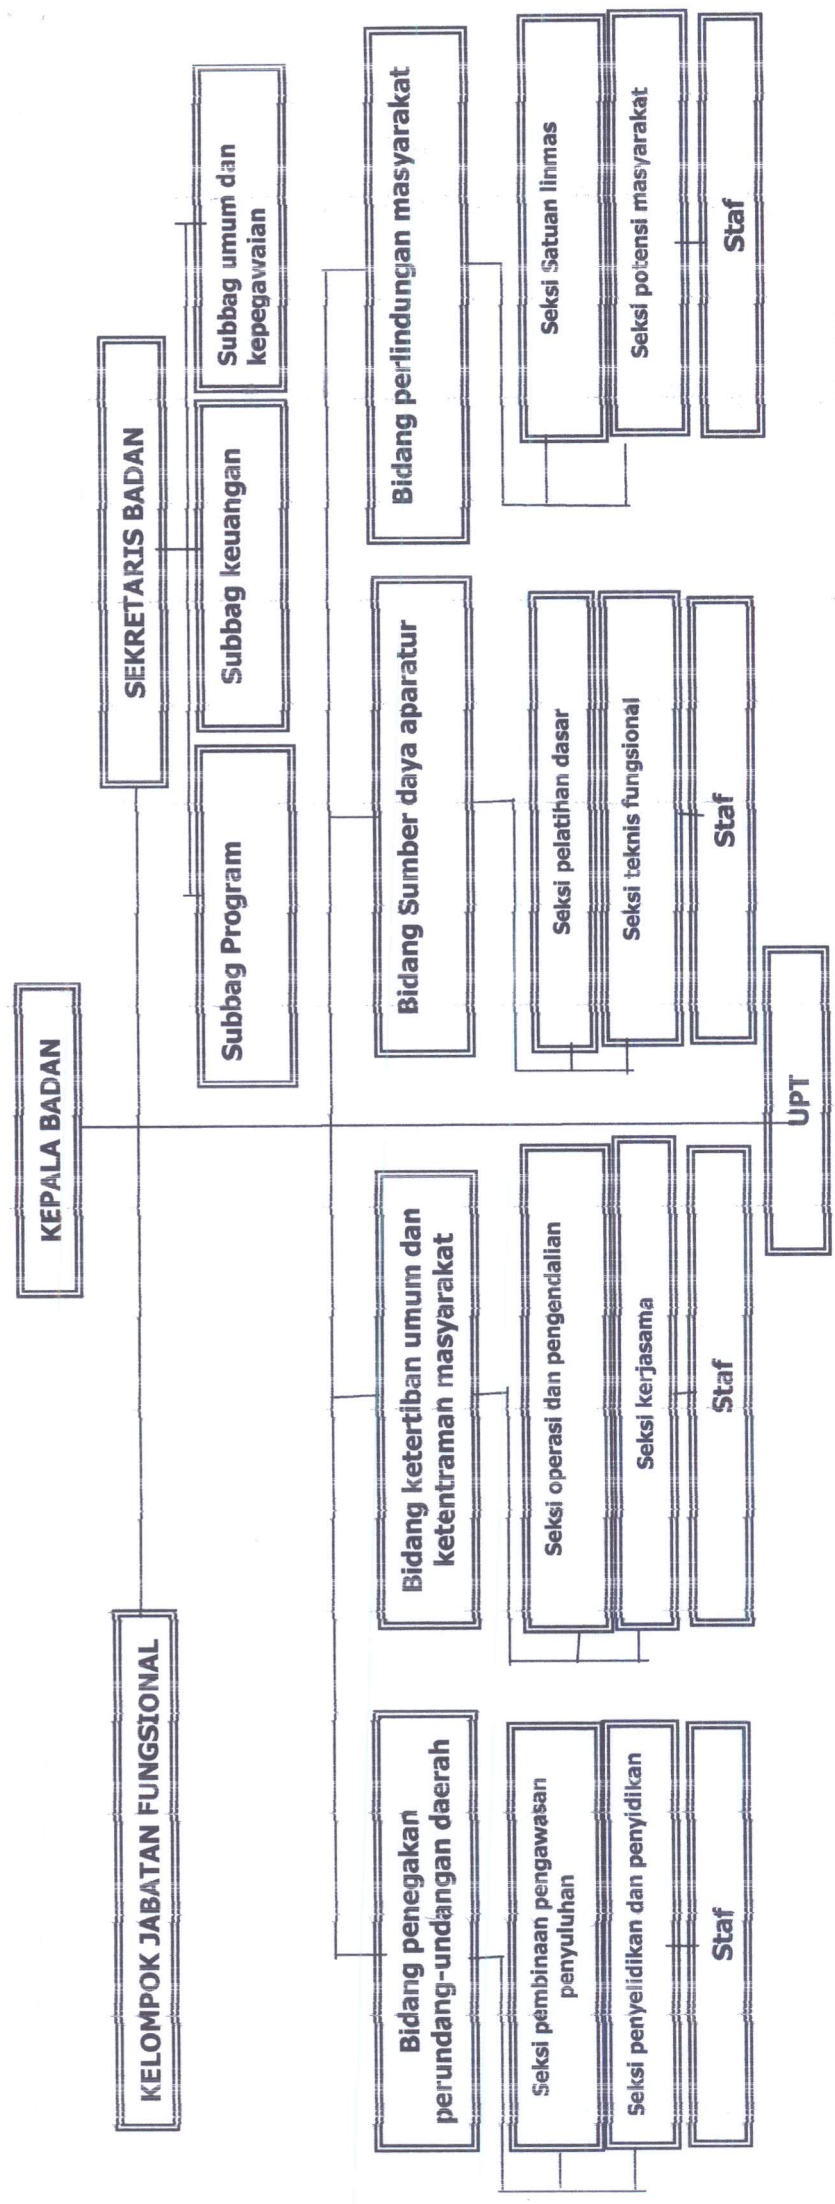 KEPALA BADAN
KELOMPOK JABATAN FUNGSIONAL
SEKRETARIS BADAN
Subbag Program
Subbag keuangan
Subbag umum dan
kepegawaian
Bidang penegakan
perundang-undangan daerah
Bidang ketertiban umum dan
ketentraman masyarakat
Bidang Sumber daya aparatur
Bidang perlindungan masyarakat
Seksi pembinaan pengawasan
penyuluhan
Seksi penyelidikan dan penyidikan
Staf
Seksi operasi dan pengendalian
Seksi kerjasama
Staf
Seksi pelatihan dasar
Seksi teknis fungsional
Staf
Seksi Satuan linmas
Seksi potensi masyarakat
Staf
UPT